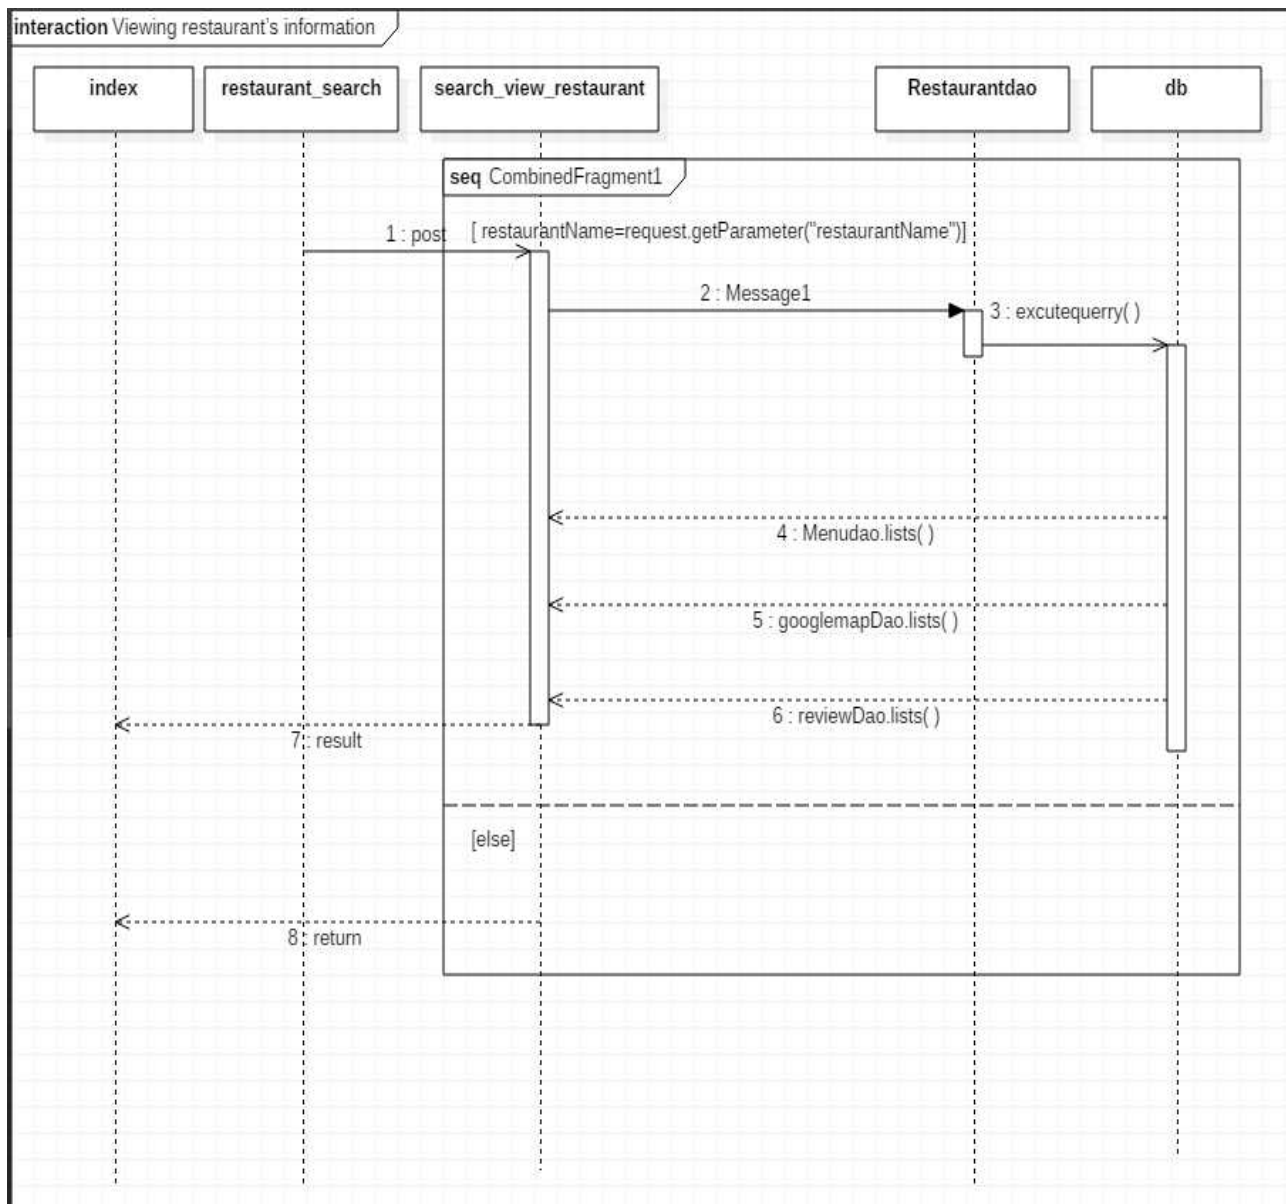 interaction Viewing restaurant's information
index
restaurant_search
search_view_restaurant
Restaurantdao
db
seq CombinedFragment1
1 : post
[ restaurantName=request.getParameter("restaurantName")]
2 : Message1
3 : excutequerry( )
4 : Menudao.lists( )
5 : googlemapDao.lists( )
6 : reviewDao.lists( )
7 : result
[else]
8 : return